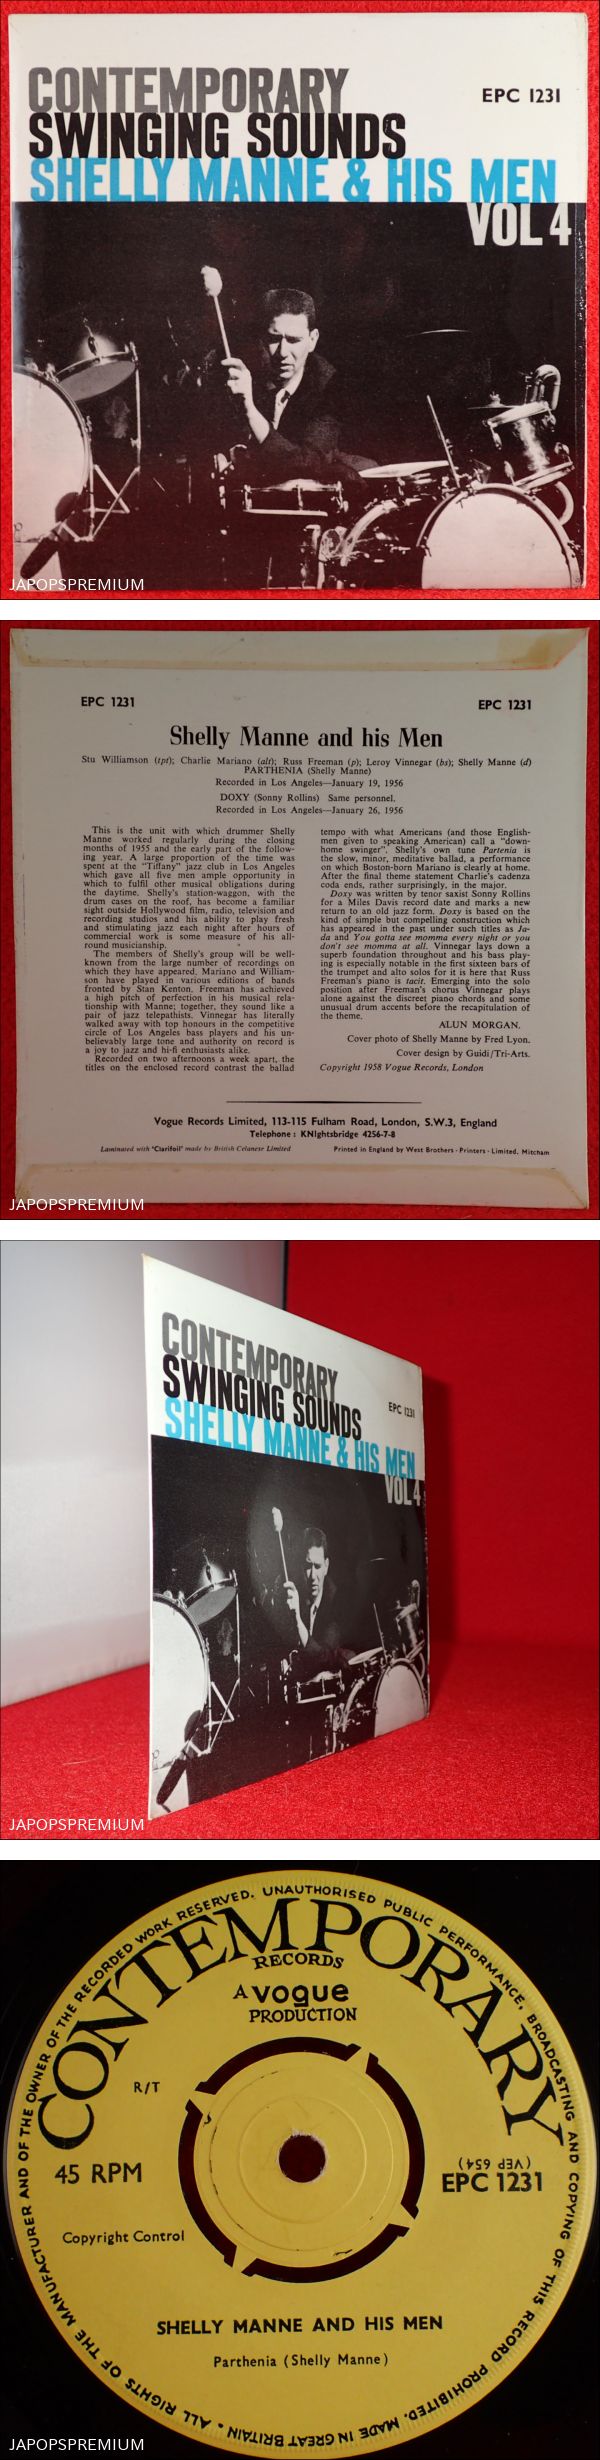 CONTEMPORARY
EPC 1231
SWINGING SOUNDS
SHELLY MANNE & HIS MEN
VOL 4
JAPOPSPREMIUM
EPC 1231
EPC 1231
Shelly Manne and his Men
Stu Williamson (tpt); Charlie Mariano (alt); Russ Freeman (p); Leroy Vinnegar (bs); Shelly Manne (d)
PARTHENIA (Shelly Manne)
Recorded in Los Angeles—January 19, 1956
DOXY (Sonny Rollins) Same personnel.
Recorded in Los Angeles—January 26, 1956
This is the unit with which drummer Shelly
Manne worked regularly during the closing
months of 1955 and the early part of the follow-
ing year. A large proportion of the time was
spent at the "Tiffany" jazz club in Los Angeles
which gave all five men ample opportunity in
which to fulfil other musical obligations during
the daytime. Shelly's station-waggon, with the
drum cases on the roof, has become a familiar
sight outside Hollywood film, radio, television and
recording studios and his ability to play fresh
and stimulating jazz each night after hours of
commercial work is some measure of his all-
round musicianship.
The members of Shelly's group will be well-
known from the large number of recordings on
which they have appeared. Mariano and William-
son have played in various editions of bands
fronted by Stan Kenton. Freeman has achieved
a high pitch of perfection in his musical rela-
tionship with Manne; together, they sound like a
pair of jazz telepathists. Vinnegar has literally
walked away with top honours in the competitive
circle of Los Angeles bass players and his un-
believably large tone and authority on record is
a joy to jazz and hi-fi enthusiasts alike.
Recorded on two afternoons a week apart, the
titles on the enclosed record contrast the ballad
tempo with what Americans (and those English-
men given to speaking American) call a "down-
home swinger". Shelly's own tune Partenia is
the slow, minor, meditative ballad, a performance
on which Boston-born Mariano is clearly at home.
After the final theme statement Charlie's cadenza
coda ends, rather surprisingly, in the major.
Doxy was written by tenor saxist Sonny Rollins
for a Miles Davis record date and marks a new
return to an old jazz form. Doxy is based on the
kind of simple but compelling construction which
has appeared in the past under such titles as Ja-
da and You gotta see momma every night or you
don't see momma at all. Vinnegar lays down a
superb foundation throughout and his bass play-
ing is especially notable in the first sixteen bars of
the trumpet and alto solos for it is here that Russ
Freeman's piano is tacit. Emerging into the solo
position after Freeman's chorus Vinnegar plays
alone against the discreet piano chords and some
unusual drum accents before the recapitulation of
the theme.
ALUN MORGAN.
Cover photo of Shelly Manne by Fred Lyon.
Cover design by Guidi/Tri-Arts.
Copyright 1958 Vogue Records, London
Vogue Records Limited, 113-115 Fulham Road, London, S.W.3, England
Telephone: KNIghtsbridge 4256-7-8
Laminated with "Clarifoil" made by British Celanese Limited
Printed in England by West Brothers · Printers · Limited, Mitcham
JAPOPSPREMIUM
CONTEMPORARY
EPC 1231
SWINGING SOUNDS
SHELLY MANNE & HIS MEN
VOL 4
JAPOPSPREMIUM
ALL RIGHTS OF THE MANUFACTURER AND OF THE OWNER OF THE RECORDED WORK RESERVED. UNAUTHORISED PUBLIC PERFORMANCE, BROADCASTING AND COPYING OF THIS RECORD PROHIBITED. MADE IN GREAT BRITAIN •
CONTEMPORARY
RECORDS
A vogue
PRODUCTION
R/T
45 RPM
(VEP 654)
EPC 1231
Copyright Control
SHELLY MANNE AND HIS MEN
Parthenia (Shelly Manne)
JAPOPSPREMIUM